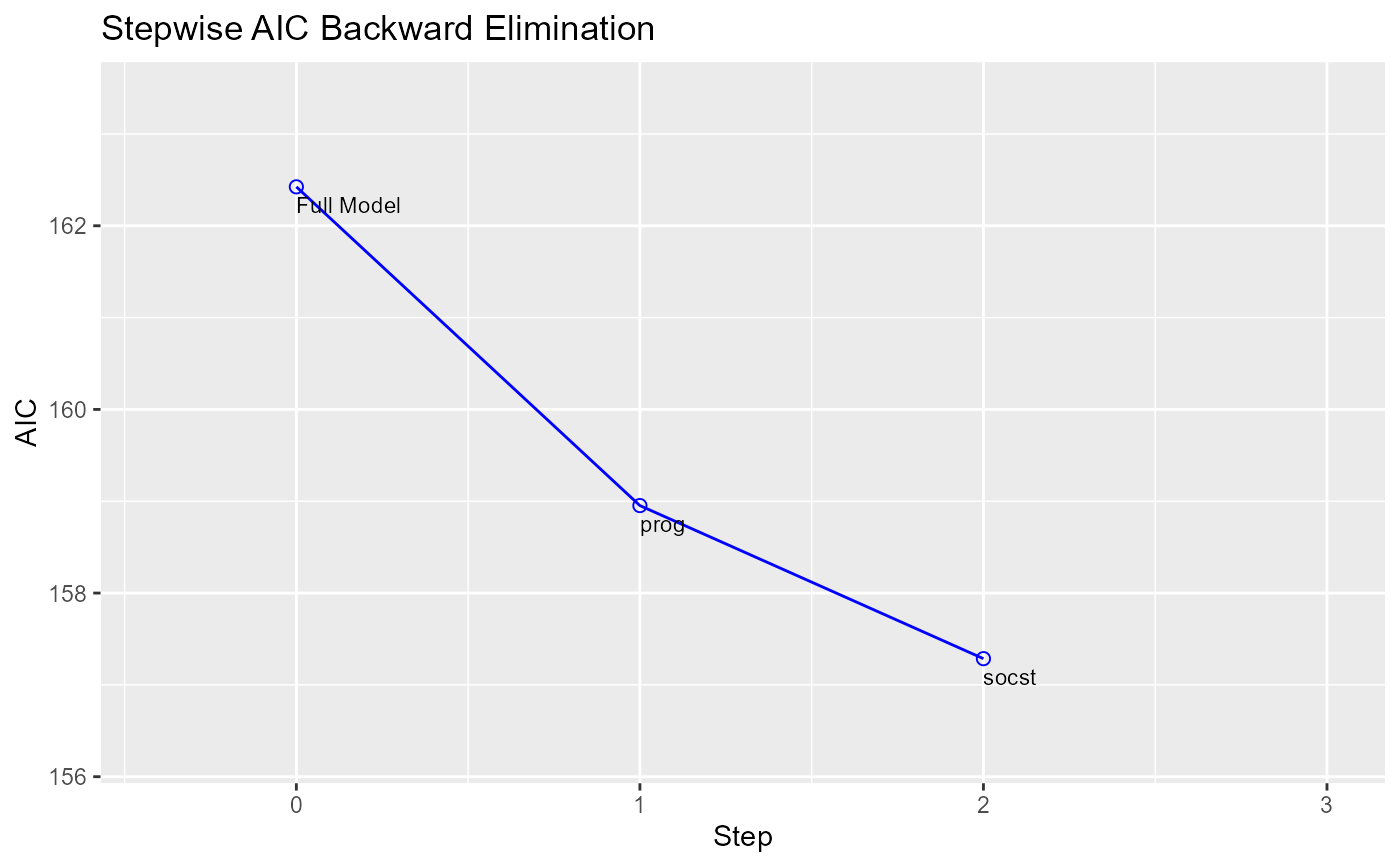 Stepwise AIC Backward Elimination
AIC
162
160
158
156
Full Model
prog
socst
0 1 2 3
Step